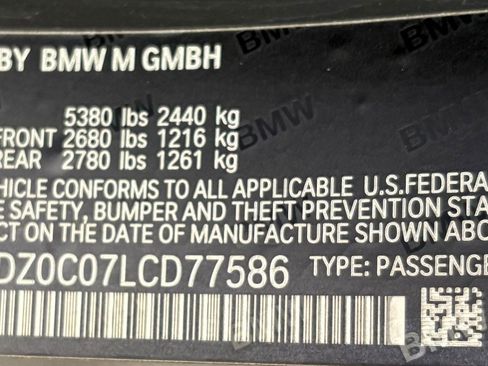 BY BMW M GMBH
5380 lbs 2440 kg
FRONT 2680 lbs 1216 kg
REAR 2780 lbs 1261 kg
VEHICLE CONFORMS TO ALL APPLICABLE U.S.FEDERA
E SAFETY, BUMPER AND THEFT PREVENTION STA
CT ON THE DATE OF MANUFACTURE SHOWN ABO
DZ0C07LCD77586 TYPE: PASSENGE